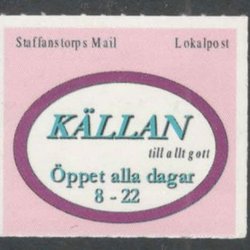 Staffanstorps Mail Lokalpost
KÄLLAN
till allt gott
Öppet alla dagar
8 - 22